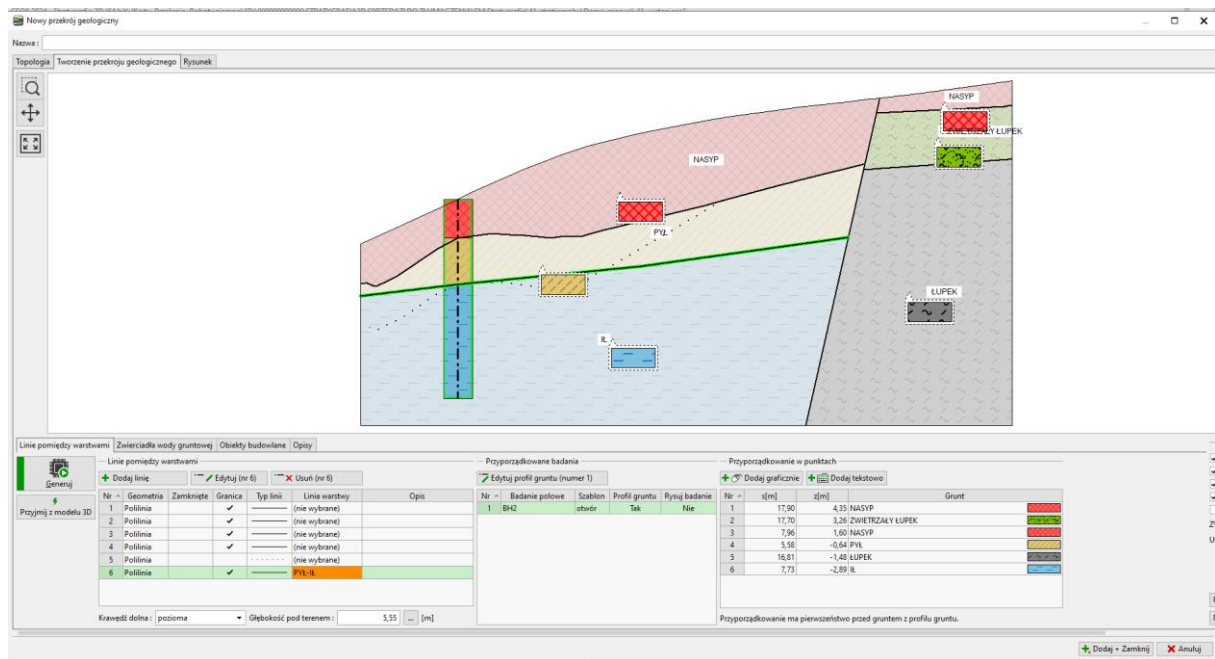 Nowy przekrój geologiczny
Nazwa :
Topologia Tworzenie przekroju geologicznego Rysunek
NASYP
ZWIETRZAŁY ŁUPEK
NASYP
PYŁ
ŁUPEK
IŁ
Linie pomiędzy warstwami Zwierciadła wody gruntowej Obiekty budowlane Opisy
Generuj
Przyjmij z modelu 3D
Linie pomiędzy warstwami
Dodaj linię Edytuj (nr 6) Usuń (nr 6)
Nr Geometria Zamknięte Granica Typ linii Linia warstwy Opis
1 Polilinia (nie wybrane)
2 Polilinia (nie wybrane)
3 Polilinia (nie wybrane)
4 Polilinia (nie wybrane)
5 Polilinia (nie wybrane)
6 Polilinia PYŁ-IŁ
Krawędź dolna : pozioma Głębokość pod terenem : 5,55 ... [m]
Przyporządkowane badania
Edytuj profil gruntu (numer 1)
Nr Badanie polowe Szablon Profil gruntu Rysuj badanie
1 BH2 otwór Tak Nie
Przyporządkowanie w punktach
Dodaj graficznie Dodaj tekstowo
Nr s[m] z[m] Grunt
1 17,90 4,35 NASYP
2 17,70 3,26 ZWIETRZAŁY ŁUPEK
3 7,96 1,60 NASYP
4 5,58 -0,64 PYŁ
5 16,81 -1,48 ŁUPEK
6 7,73 -2,89 IŁ
Przyporządkowanie ma pierwszeństwo przed gruntem z profilu gruntu.
Dodaj + Zamknij Anuluj